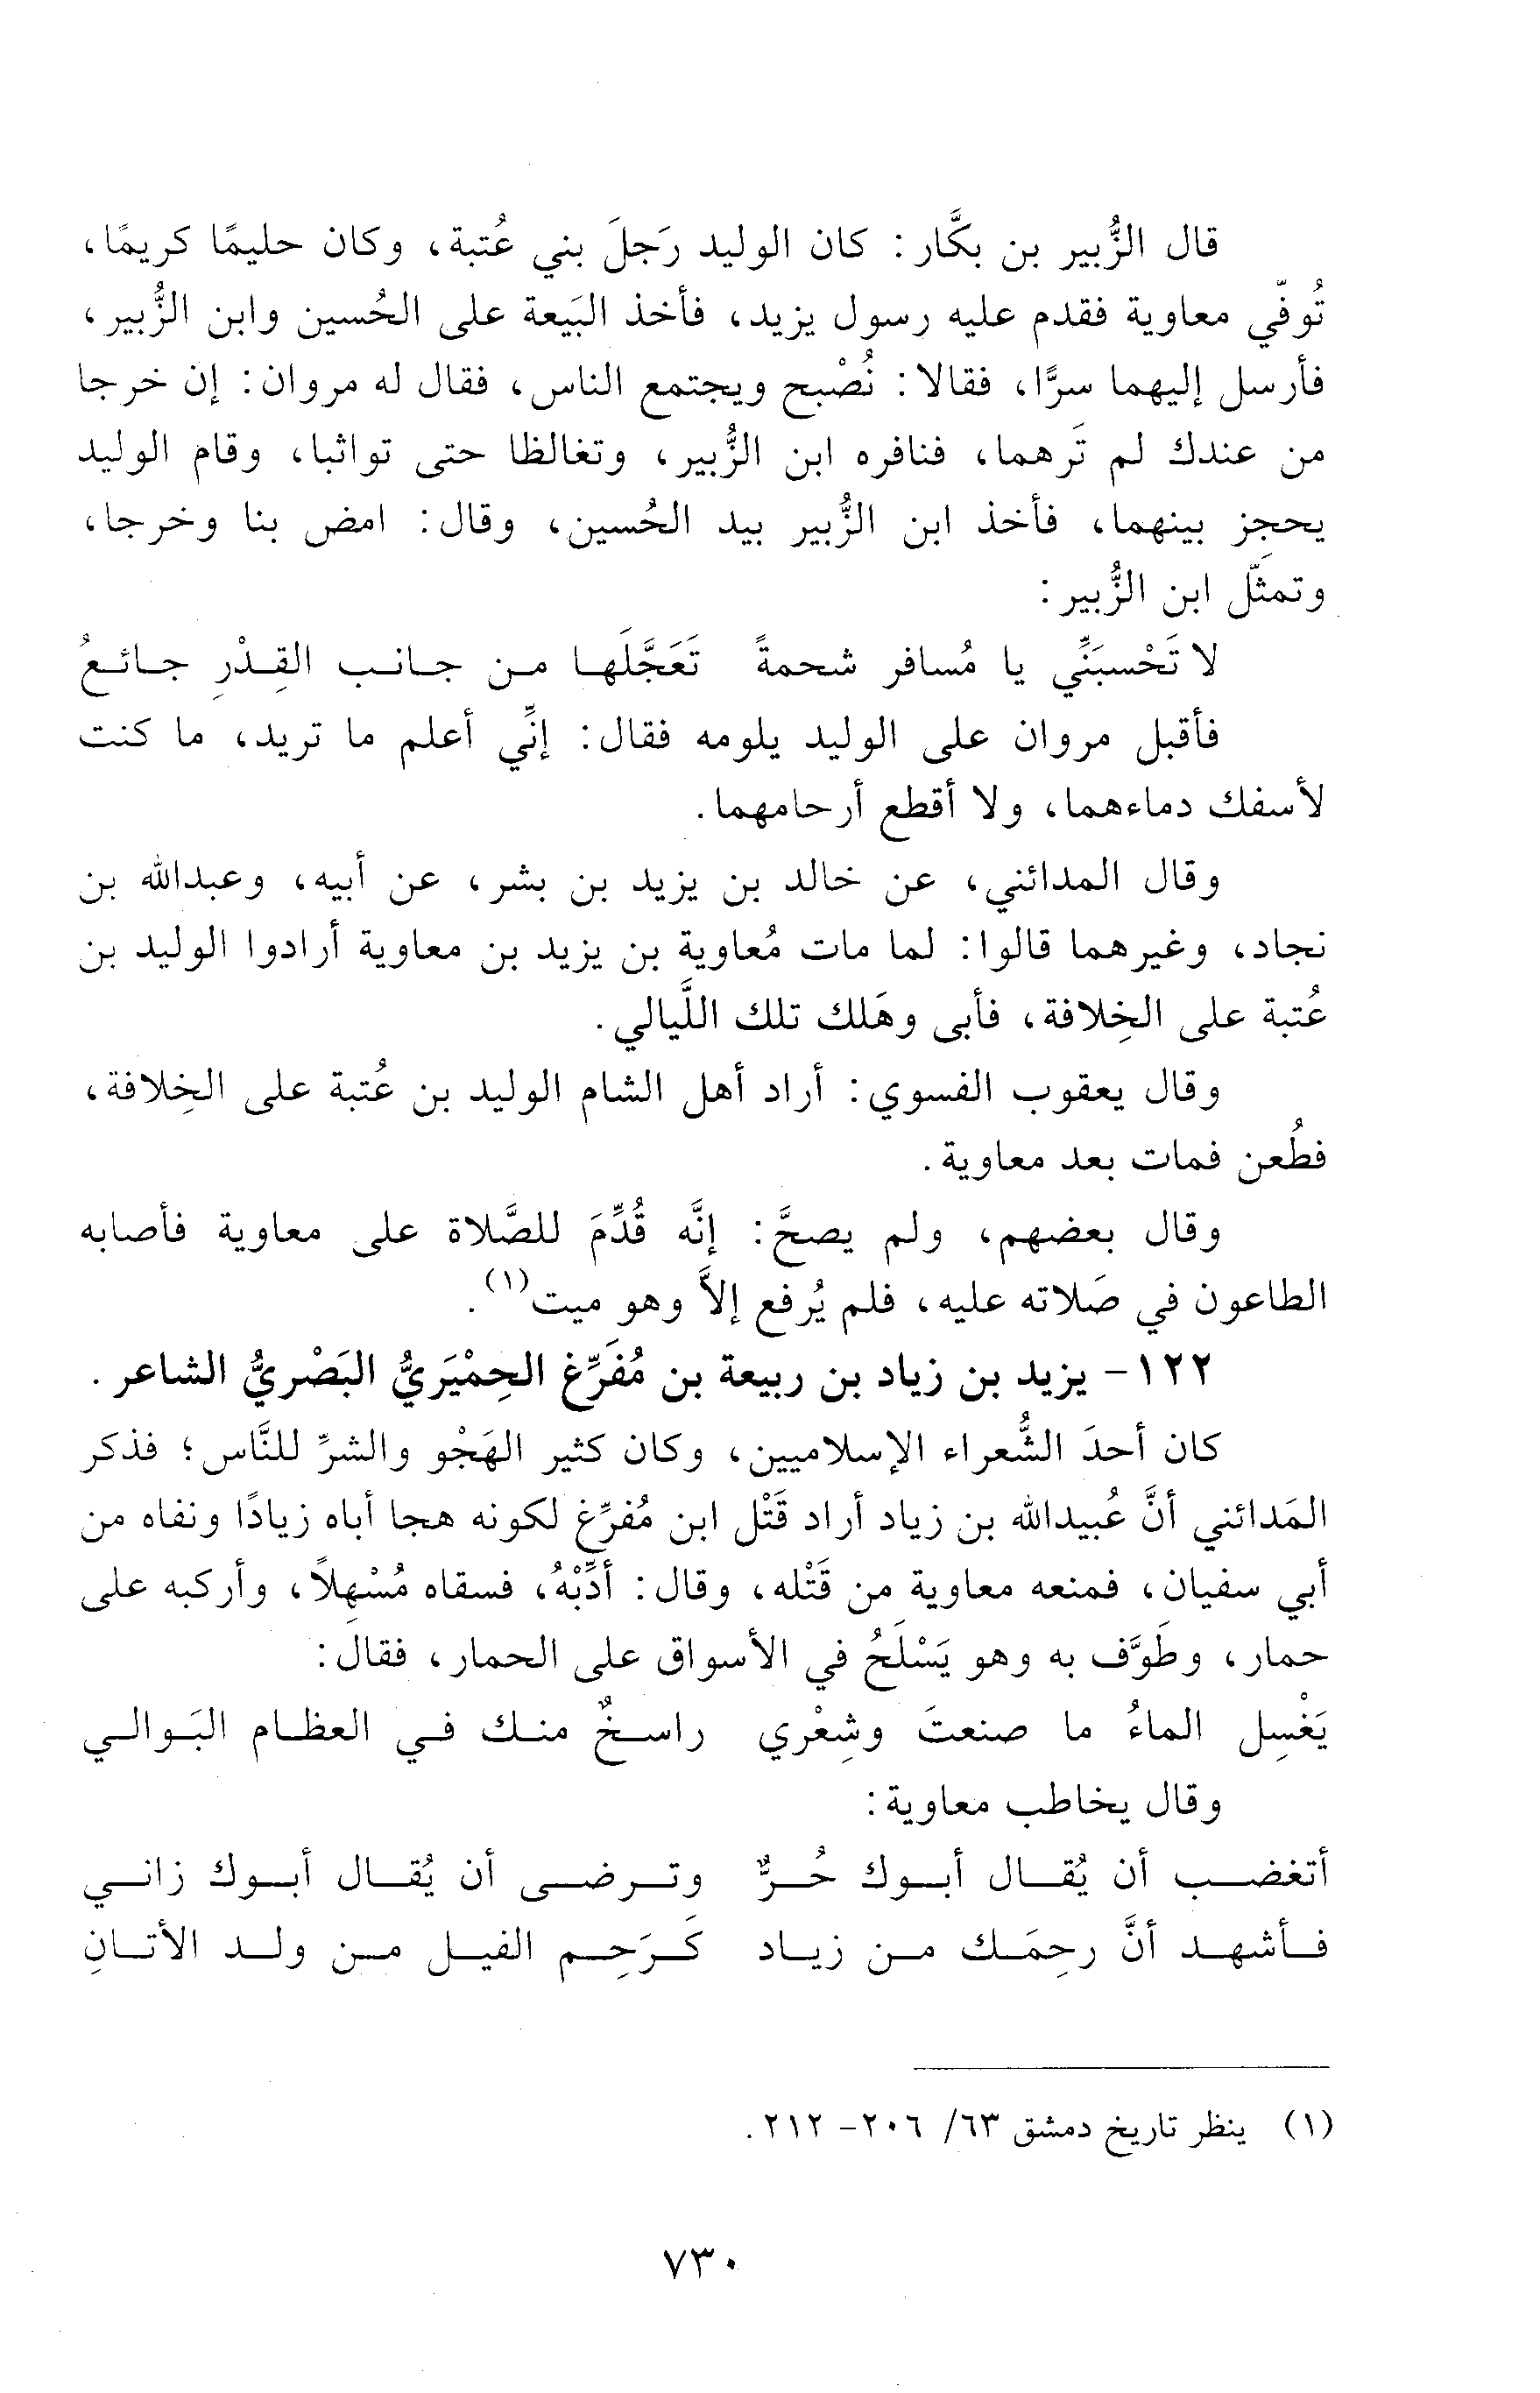 قال الزُّبير بن بكَّار: كان الوليد رَجلَ بني عُتبة، وكان حليمًا كريمًا،
تُوفّي معاوية فقدم عليه رسول يزيد، فأخذ البَيعة على الحُسين وابن الزُّبير،
فأرسل إليهما سرًّا، فقالا: نُصْبح ويجتمع الناس، فقال له مروان: إن خرجا
من عندك لم تَرهما، فنافره ابن الزُّبير، وتغالظا حتى تواثبا، وقام الوليد
يحجِز بينهما، فأخذ ابن الزُّبير بيد الحُسين، وقال: امض بنا وخرجا،
وتمثَّل ابن الزُّبير:
لا تَحْسبَنِّي يا مُسافر شحمةً تَعَجَّلَها من جانب القِدْرِ جائعُ
فأقبل مروان على الوليد يلومه فقال: إنِّي أعلم ما تريد، ما كنت
لأسفك دماءهما، ولا أقطع أرحامهما.
وقال المدائني، عن خالد بن يزيد بن بشر، عن أبيه، وعبدالله بن
نجاد، وغيرهما قالوا: لما مات مُعاوية بن يزيد بن معاوية أرادوا الوليد بن
عُتبة على الخِلافة، فأبى وهَلك تلك اللَّيالي.
وقال يعقوب الفسوي: أراد أهل الشام الوليد بن عُتبة على الخِلافة،
فطُعن فمات بعد معاوية.
وقال بعضهم، ولم يصحَّ: إنَّه قُدِّمَ للصَّلاة على معاوية فأصابه
الطاعون في صَلاته عليه، فلم يُرفع إلاَّ وهو ميت(١).
١٢٢- يزيد بن زياد بن ربيعة بن مُفَرِّغ الحِمْيَريُّ البَصْريُّ الشاعر.
كان أحدَ الشُّعراء الإسلاميين، وكان كثير الهَجْو والشرِّ للنَّاس؛ فذكر
المَدائني أنَّ عُبيدالله بن زياد أراد قَتْل ابن مُفرِّغ لكونه هجا أباه زيادًا ونفاه من
أبي سفيان، فمنعه معاوية من قَتْله، وقال: أدِّبْهُ، فسقاه مُسْهِلاً، وأركبه على
حمار، وطَوَّف به وهو يَسْلَحُ في الأسواق على الحمار، فقالَ:
يَغْسِل الماءُ ما صنعتَ وشِعْري راسخٌ منك في العظام البَوالي
وقال يخاطب معاوية:
أتغضب أن يُقال أبوك حُرٌّ وترضى أن يُقال أبوك زاني
فأشهد أنَّ رحِمَك من زياد كَرَحِم الفيل من ولد الأتانِ
(١) ينظر تاريخ دمشق ٦٣/ ٢٠٦- ٢١٢.
٧٣٠